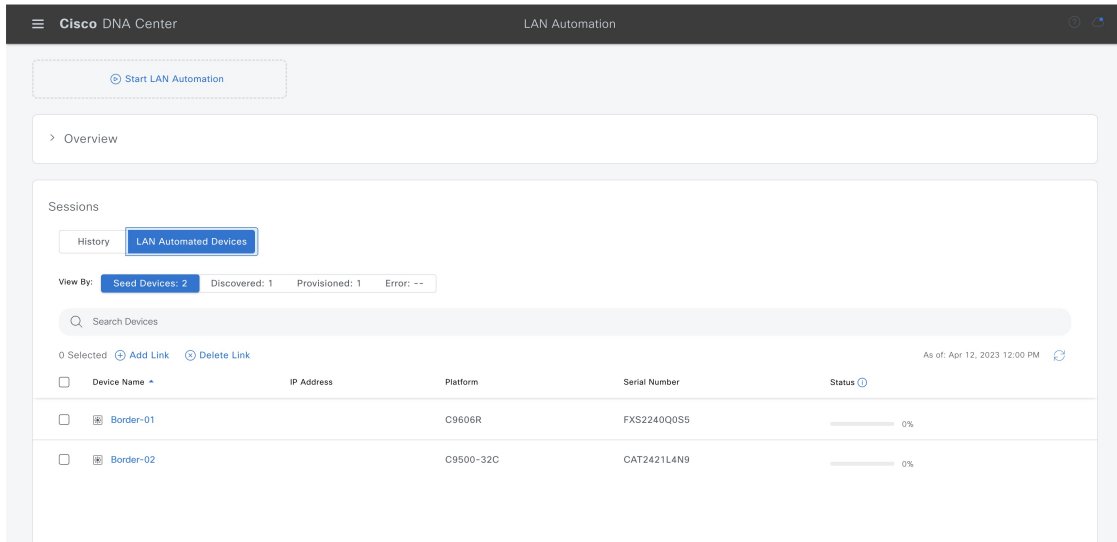 Cisco DNA Center LAN Automation
Start LAN Automation
Overview
Sessions
History LAN Automated Devices
View By: Seed Devices: 2 Discovered: 1 Provisioned: 1 Error: --
Search Devices
0 Selected Add Link Delete Link As of: Apr 12, 2023 12:00 PM
Device Name IP Address Platform Serial Number Status
Border-01 C9606R FXS2240Q0S5 0%
Border-02 C9500-32C CAT2421L4N9 0%